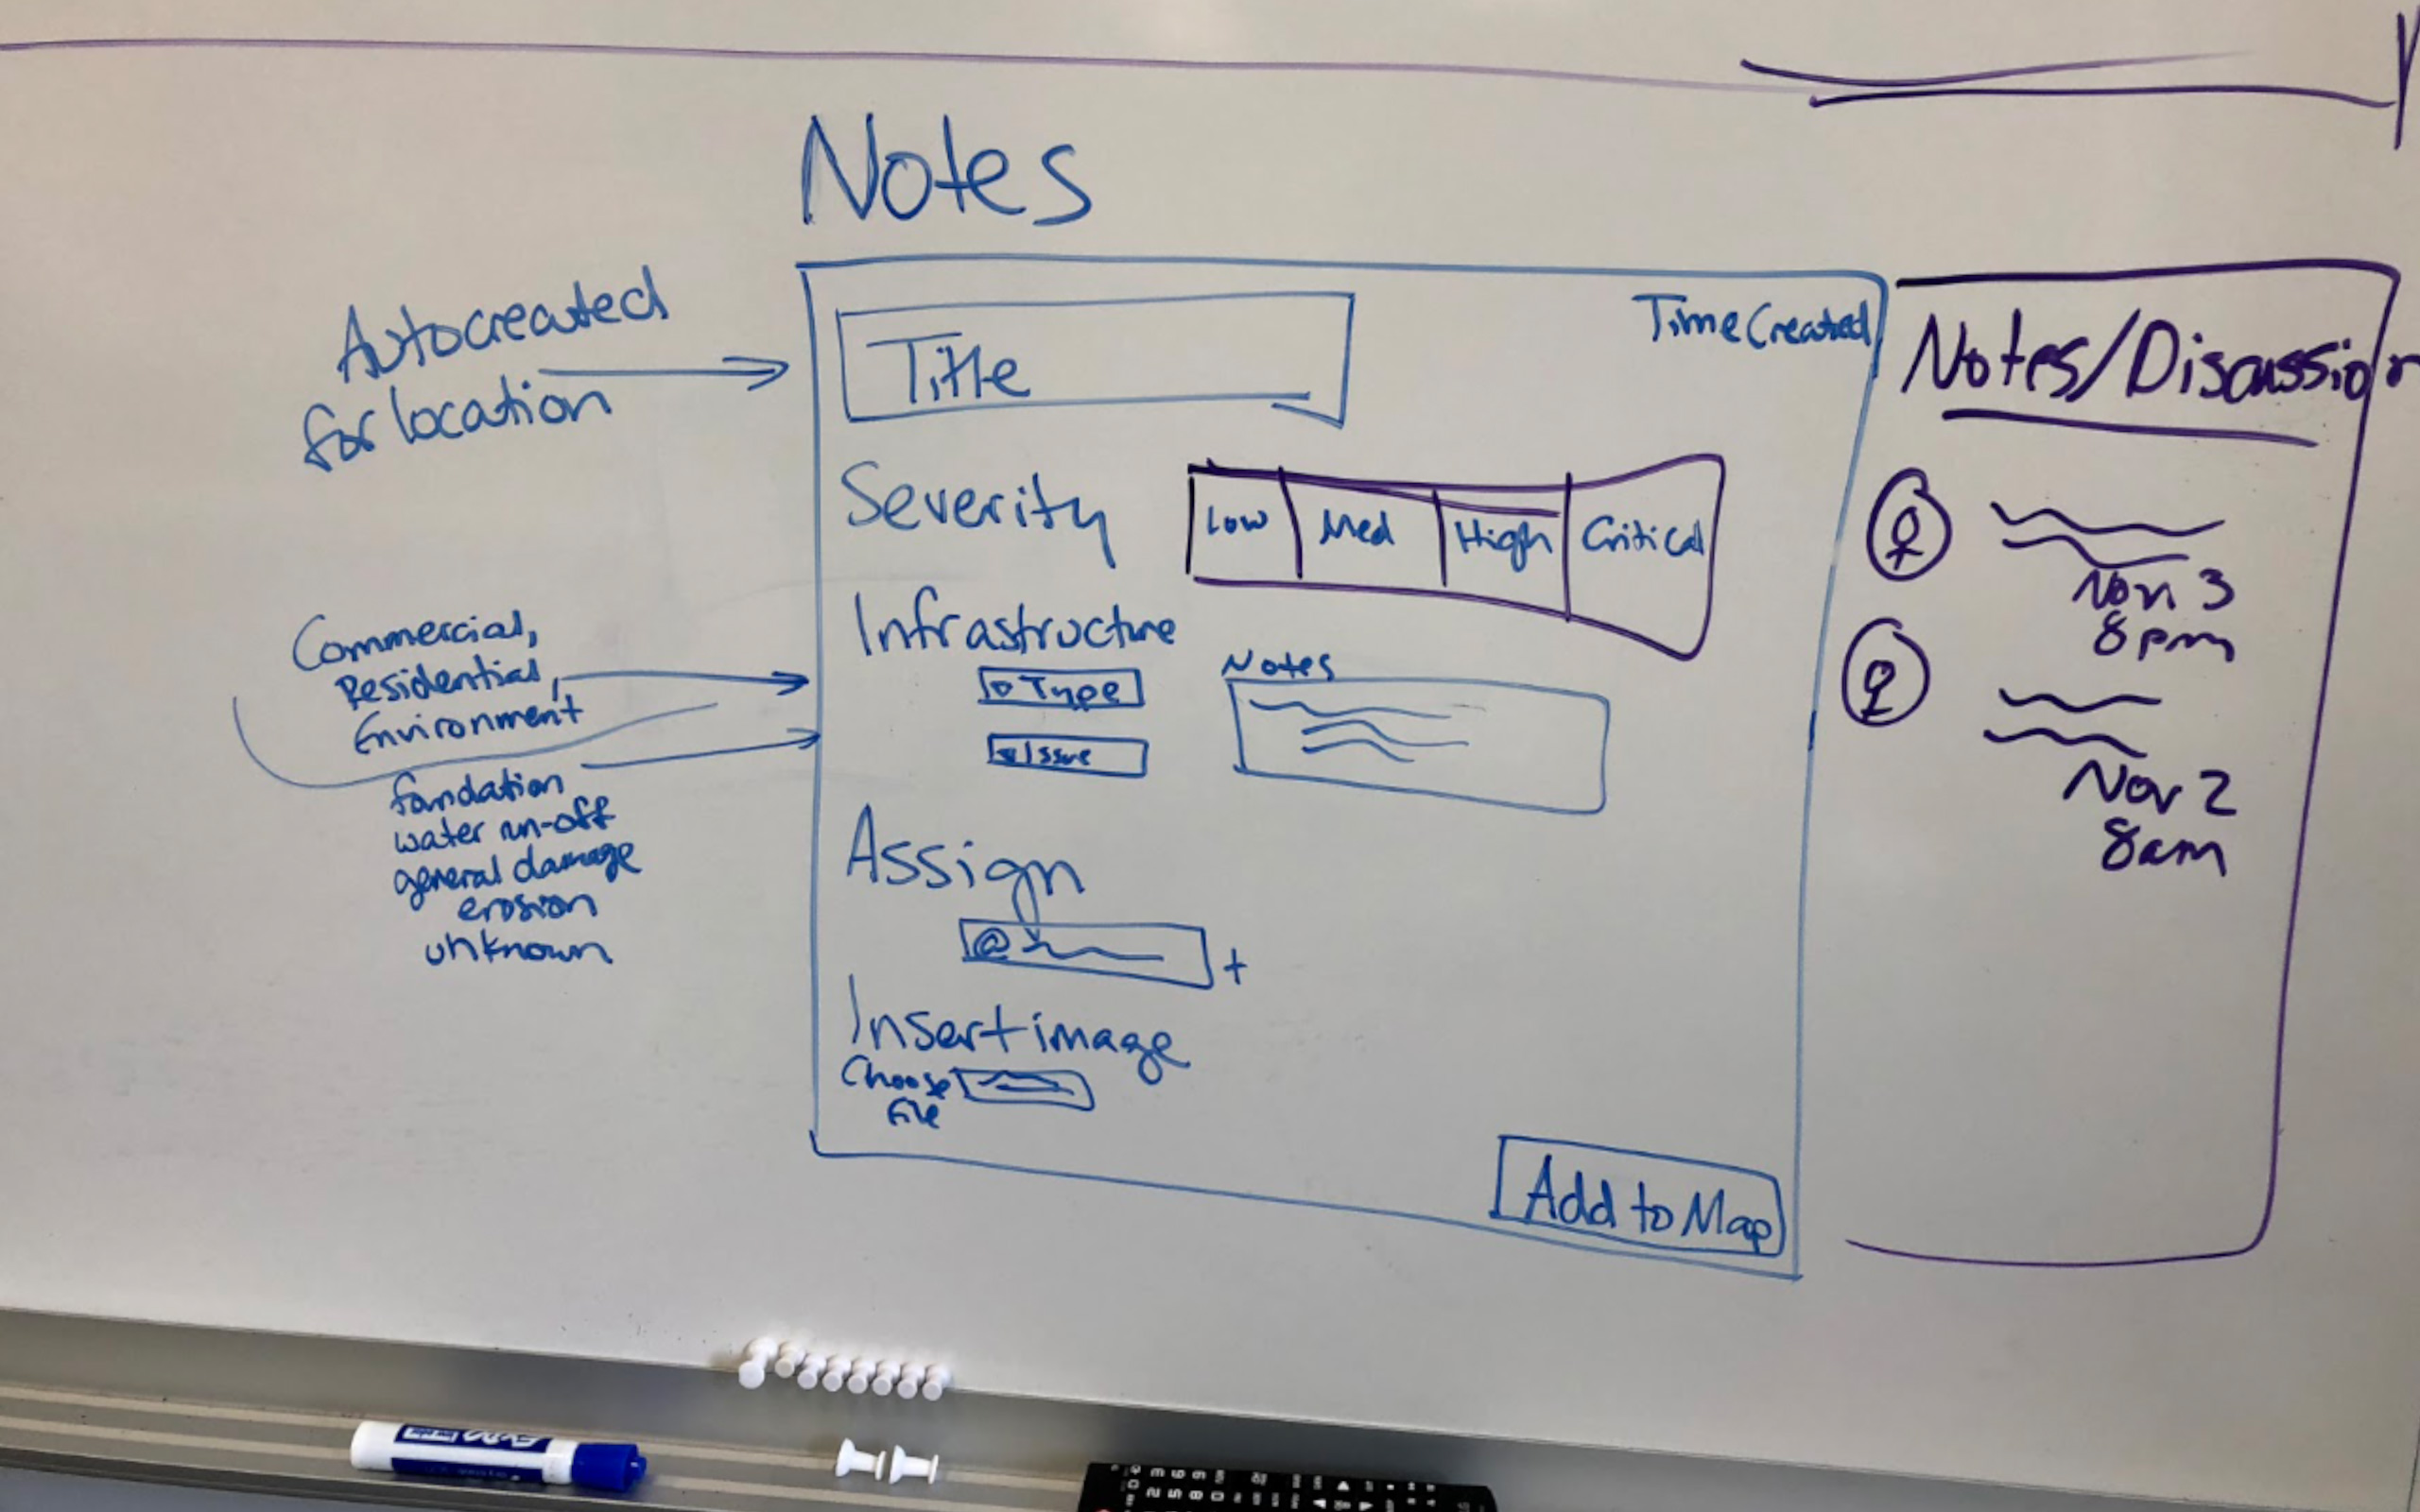 Notes
Autocreated
for location
Title
Time Created
Severity
Low
Med
High
Critical
Infrastructure
Commercial,
Residential,
Environment
Type
Issue
Notes
foundation
water run-off
general damage
erosion
unknown
Assign
@
+
Insert image
Choose
File
Add to Map
Notes/Discussion
Nov 3
8pm
Nov 2
8am